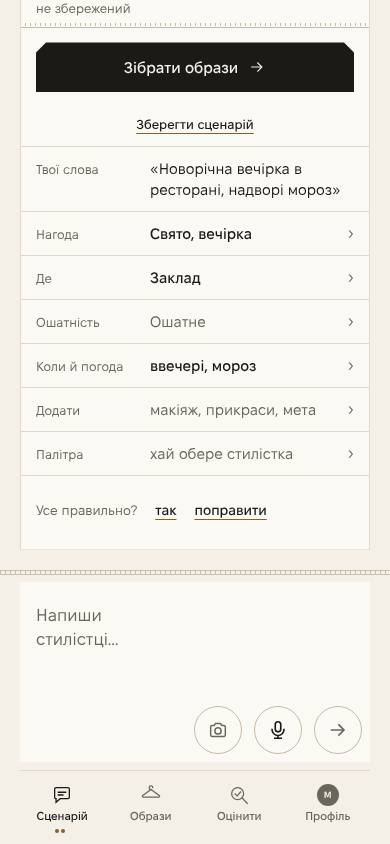 не збережений
Зібрати образи →
Зберегти сценарій
Твої слова
«Новорічна вечірка в
ресторані, надворі мороз»
Нагода Свято, вечірка
Де Заклад
Ошатність Ошатне
Коли й погода ввечері, мороз
Додати макіяж, прикраси, мета
Палітра хай обере стилістка
Усе правильно? так поправити
Напиши
стилістці...
Сценарій Образи Оцінити М Профіль